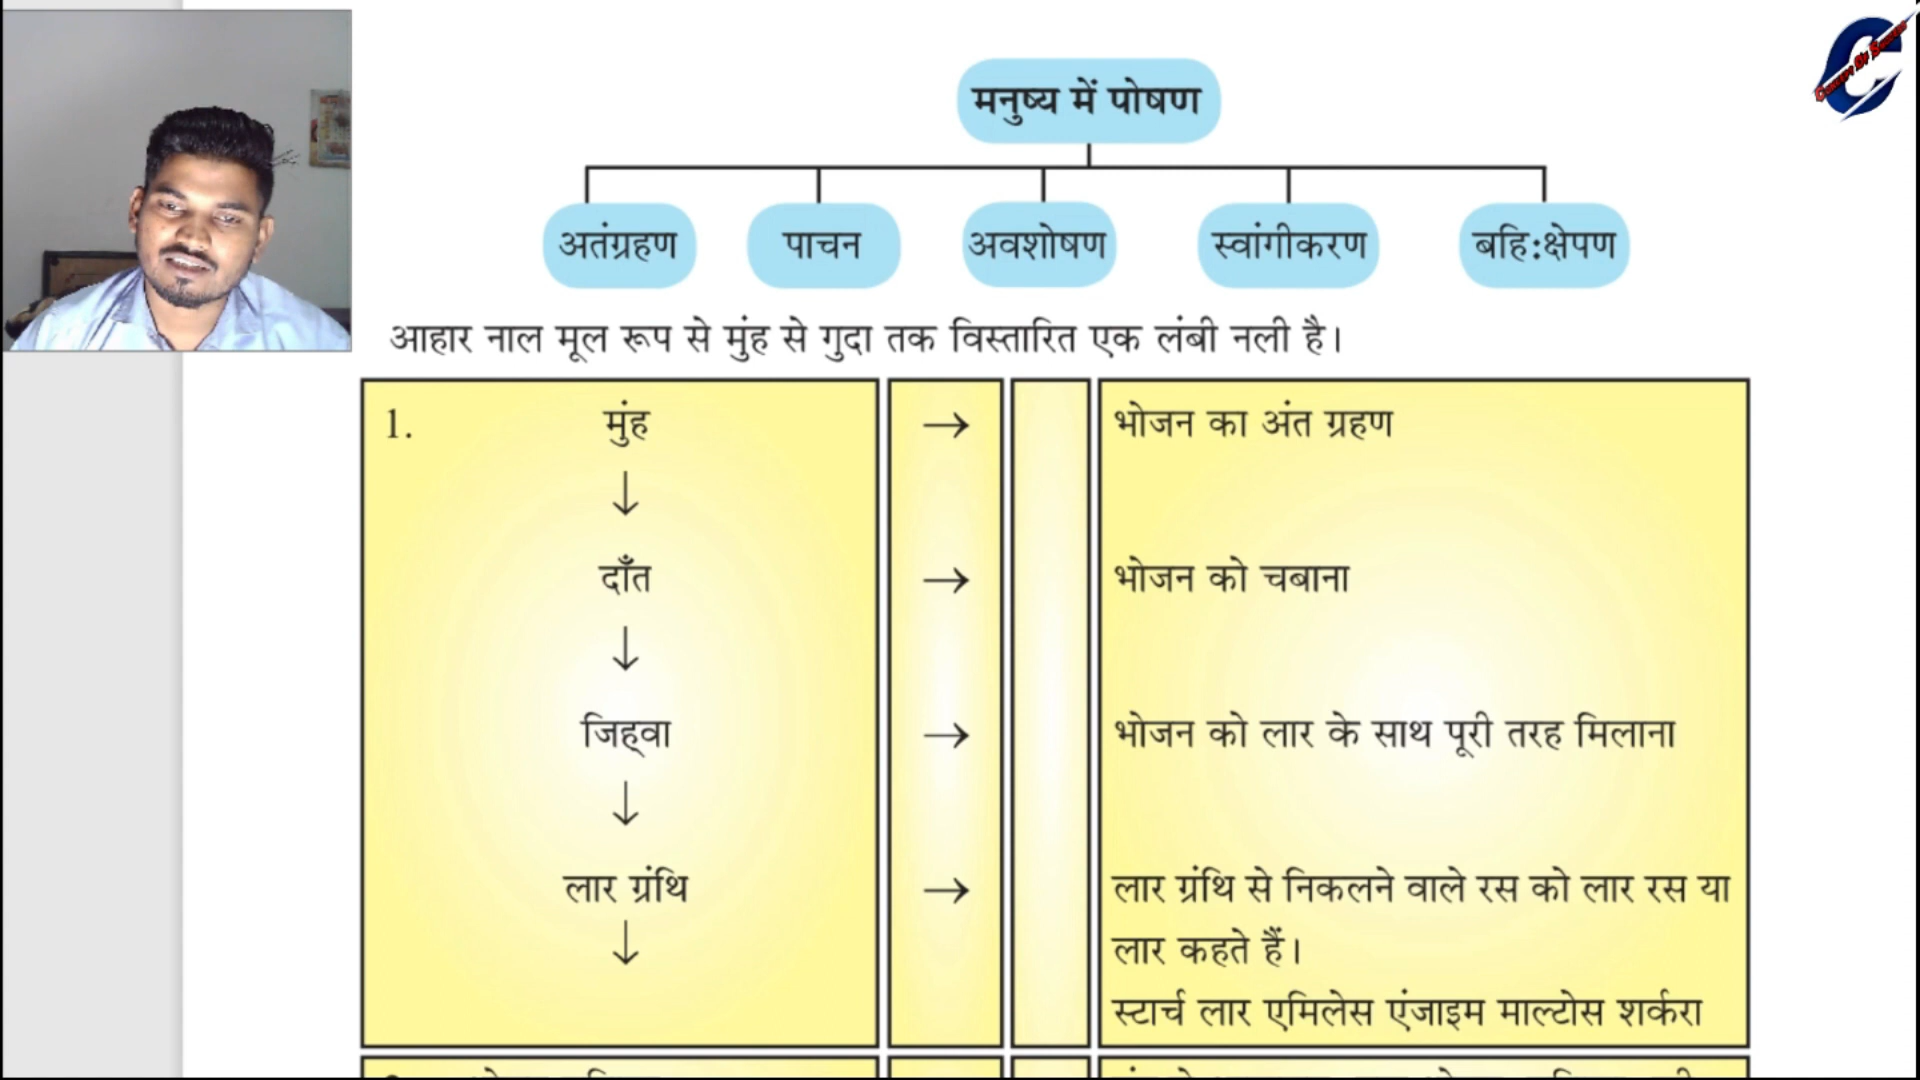 मनुष्य में पोषण
अतंग्रहण पाचन अवशोषण स्वांगीकरण बहि:क्षेपण
आहार नाल मूल रूप से मुंह से गुदा तक विस्तारित एक लंबी नली है।
1. मुंह → भोजन का अंत ग्रहण
↓
दाँत → भोजन को चबाना
↓
जिह्वा → भोजन को लार के साथ पूरी तरह मिलाना
↓
लार ग्रंथि → लार ग्रंथि से निकलने वाले रस को लार रस या
↓ लार कहते हैं।
स्टार्च लार एमिलेस एंजाइम माल्टोस शर्करा